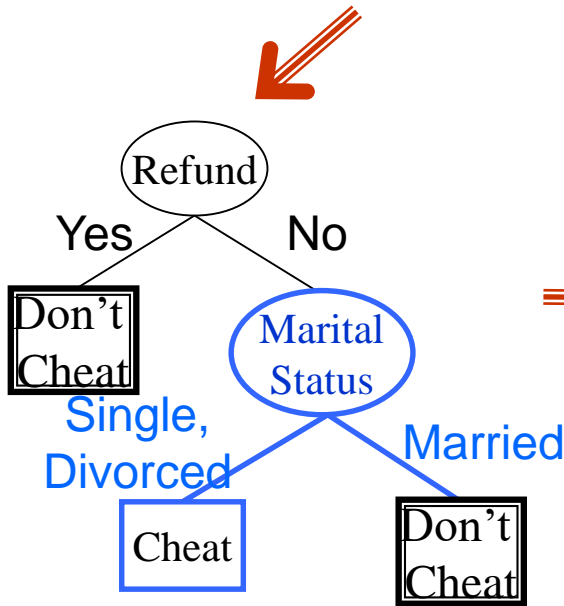 Refund
Yes
No
Don’t
Cheat
Marital
Status
Single,
Divorced
Married
Cheat
Don’t
Cheat